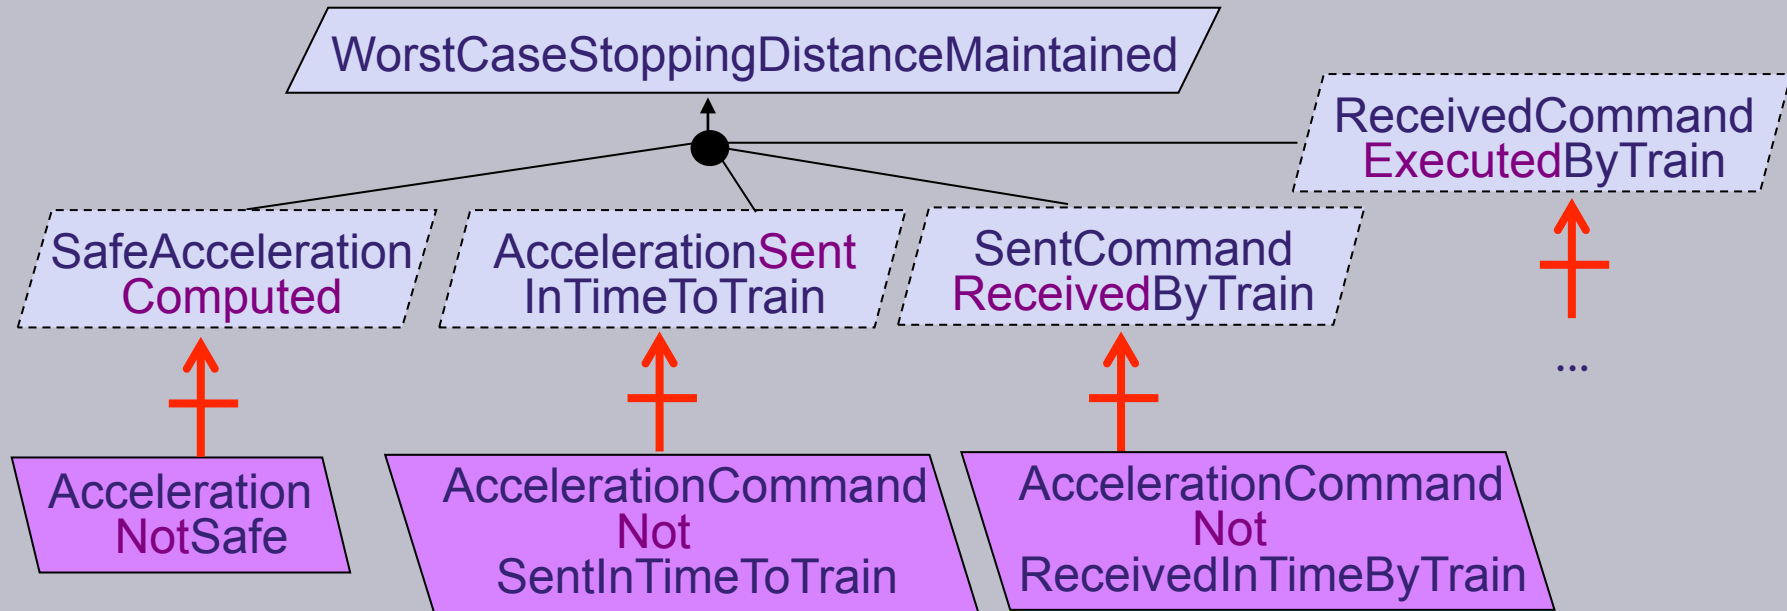 WorstCaseStoppingDistanceMaintained
ReceivedCommand
ExecutedByTrain
SafeAcceleration
Computed
AccelerationSent
InTimeToTrain
SentCommand
ReceivedByTrain
...
Acceleration
NotSafe
AccelerationCommand
Not
SentInTimeToTrain
AccelerationCommand
Not
ReceivedInTimeByTrain